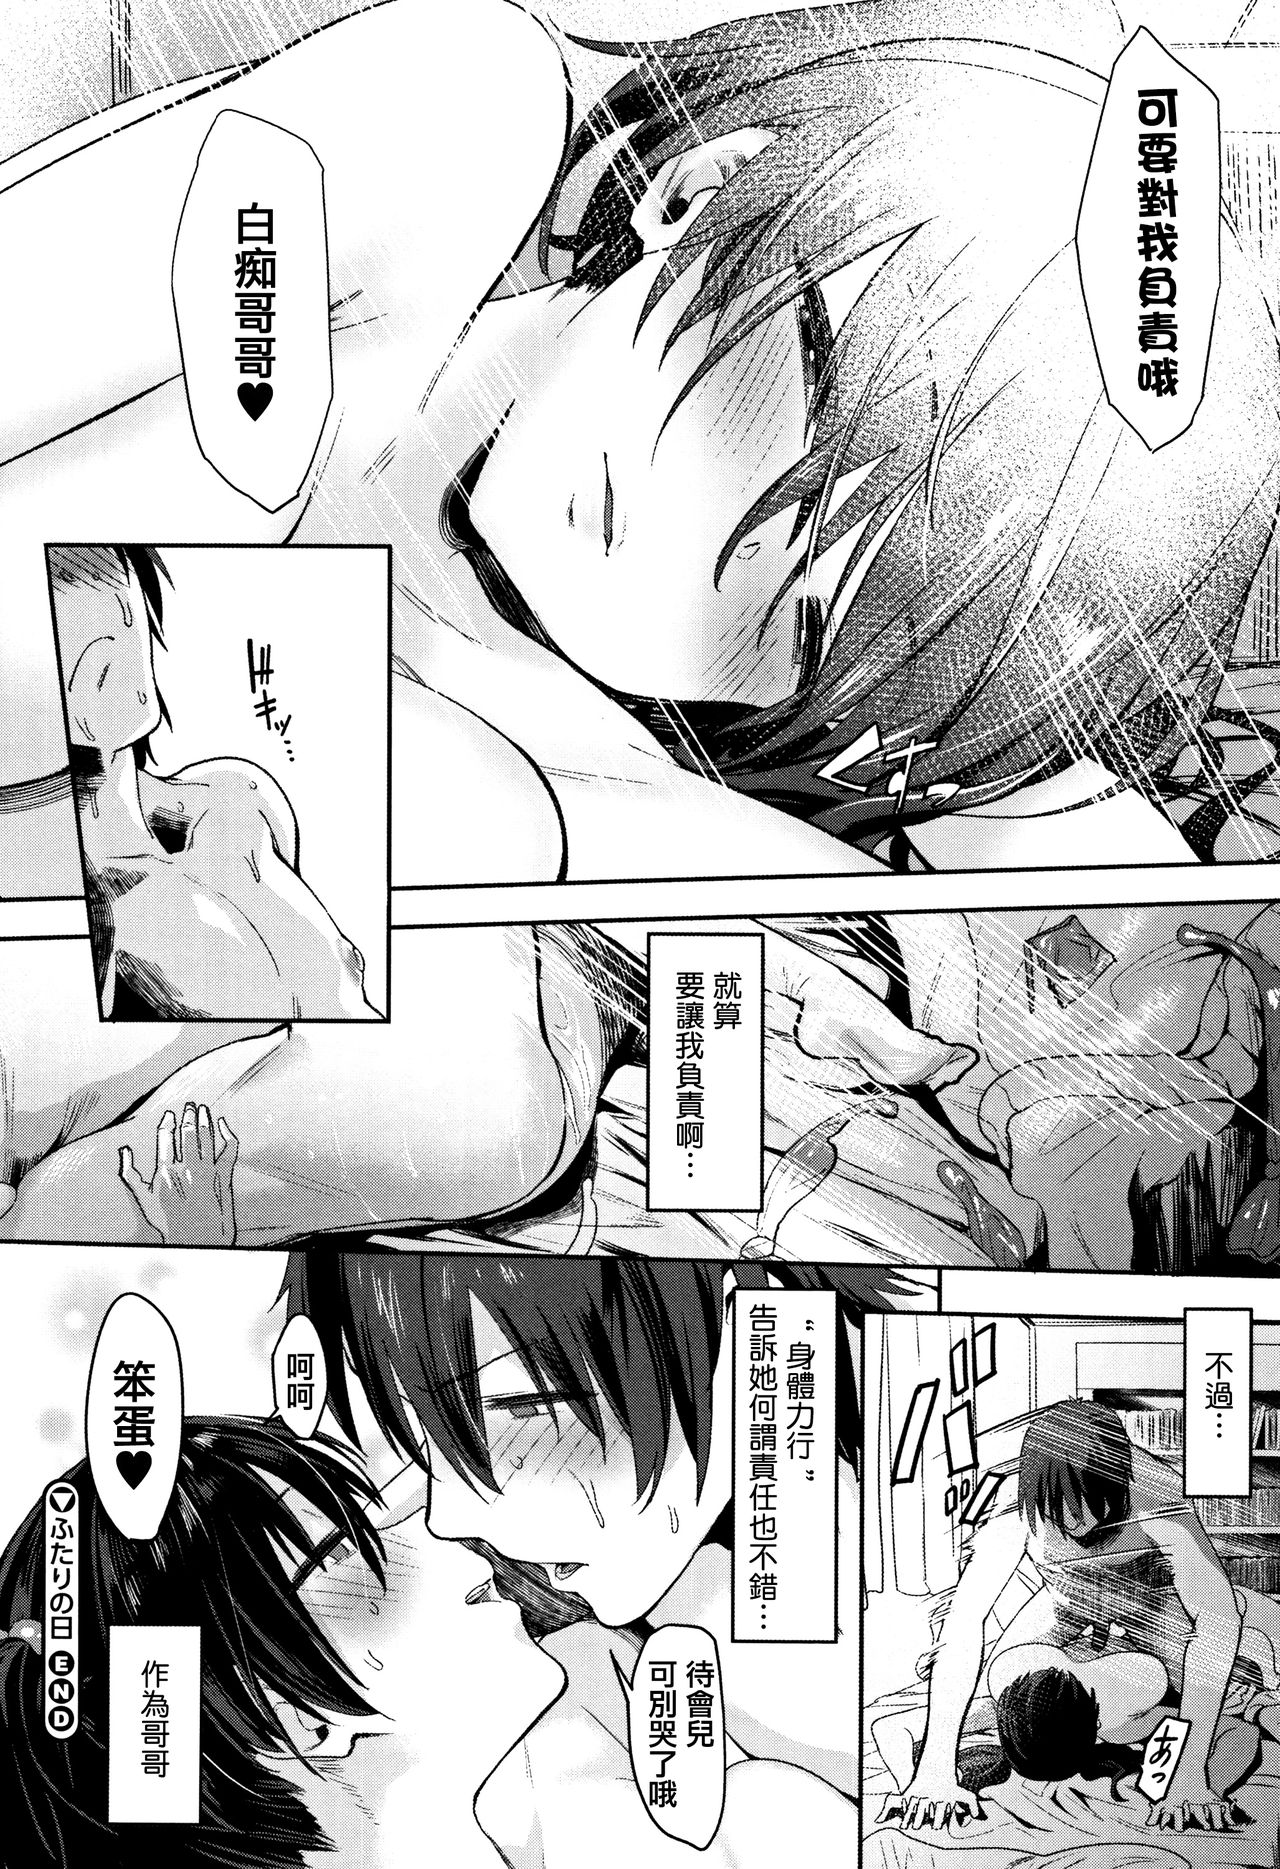 可要對我負責哦
白痴哥哥♥
ドキッ…
就算
要讓我負責啊…
不過…
あっ
“身體力行”
告訴她何謂責任也不錯…
待會兒
可別哭了哦
呵呵
笨蛋♥
作為哥哥
ふたりの日 END